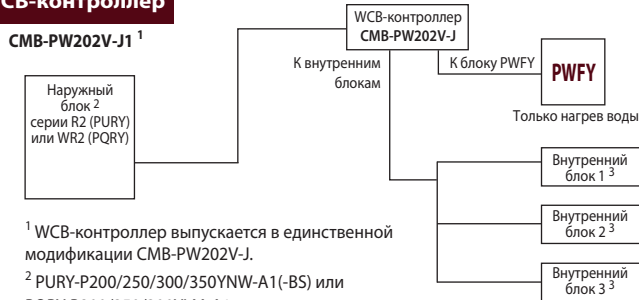 СВ-контроллер
CMB-PW202V-J1 1
WCB-контроллер
CMB-PW202V-J
К внутренним
блокам
К блоку PWFY
PWFY
Только нагрев воды
Наружный
блок 2
серии R2 (PURY)
или WR2 (PQRY)
Внутренний
блок 1 3
Внутренний
блок 2 3
Внутренний
блок 3 3
1 WCB-контроллер выпускается в единственной
модификации CMB-PW202V-J.
2 PURY-P200/250/300/350YNW-A1(-BS) или